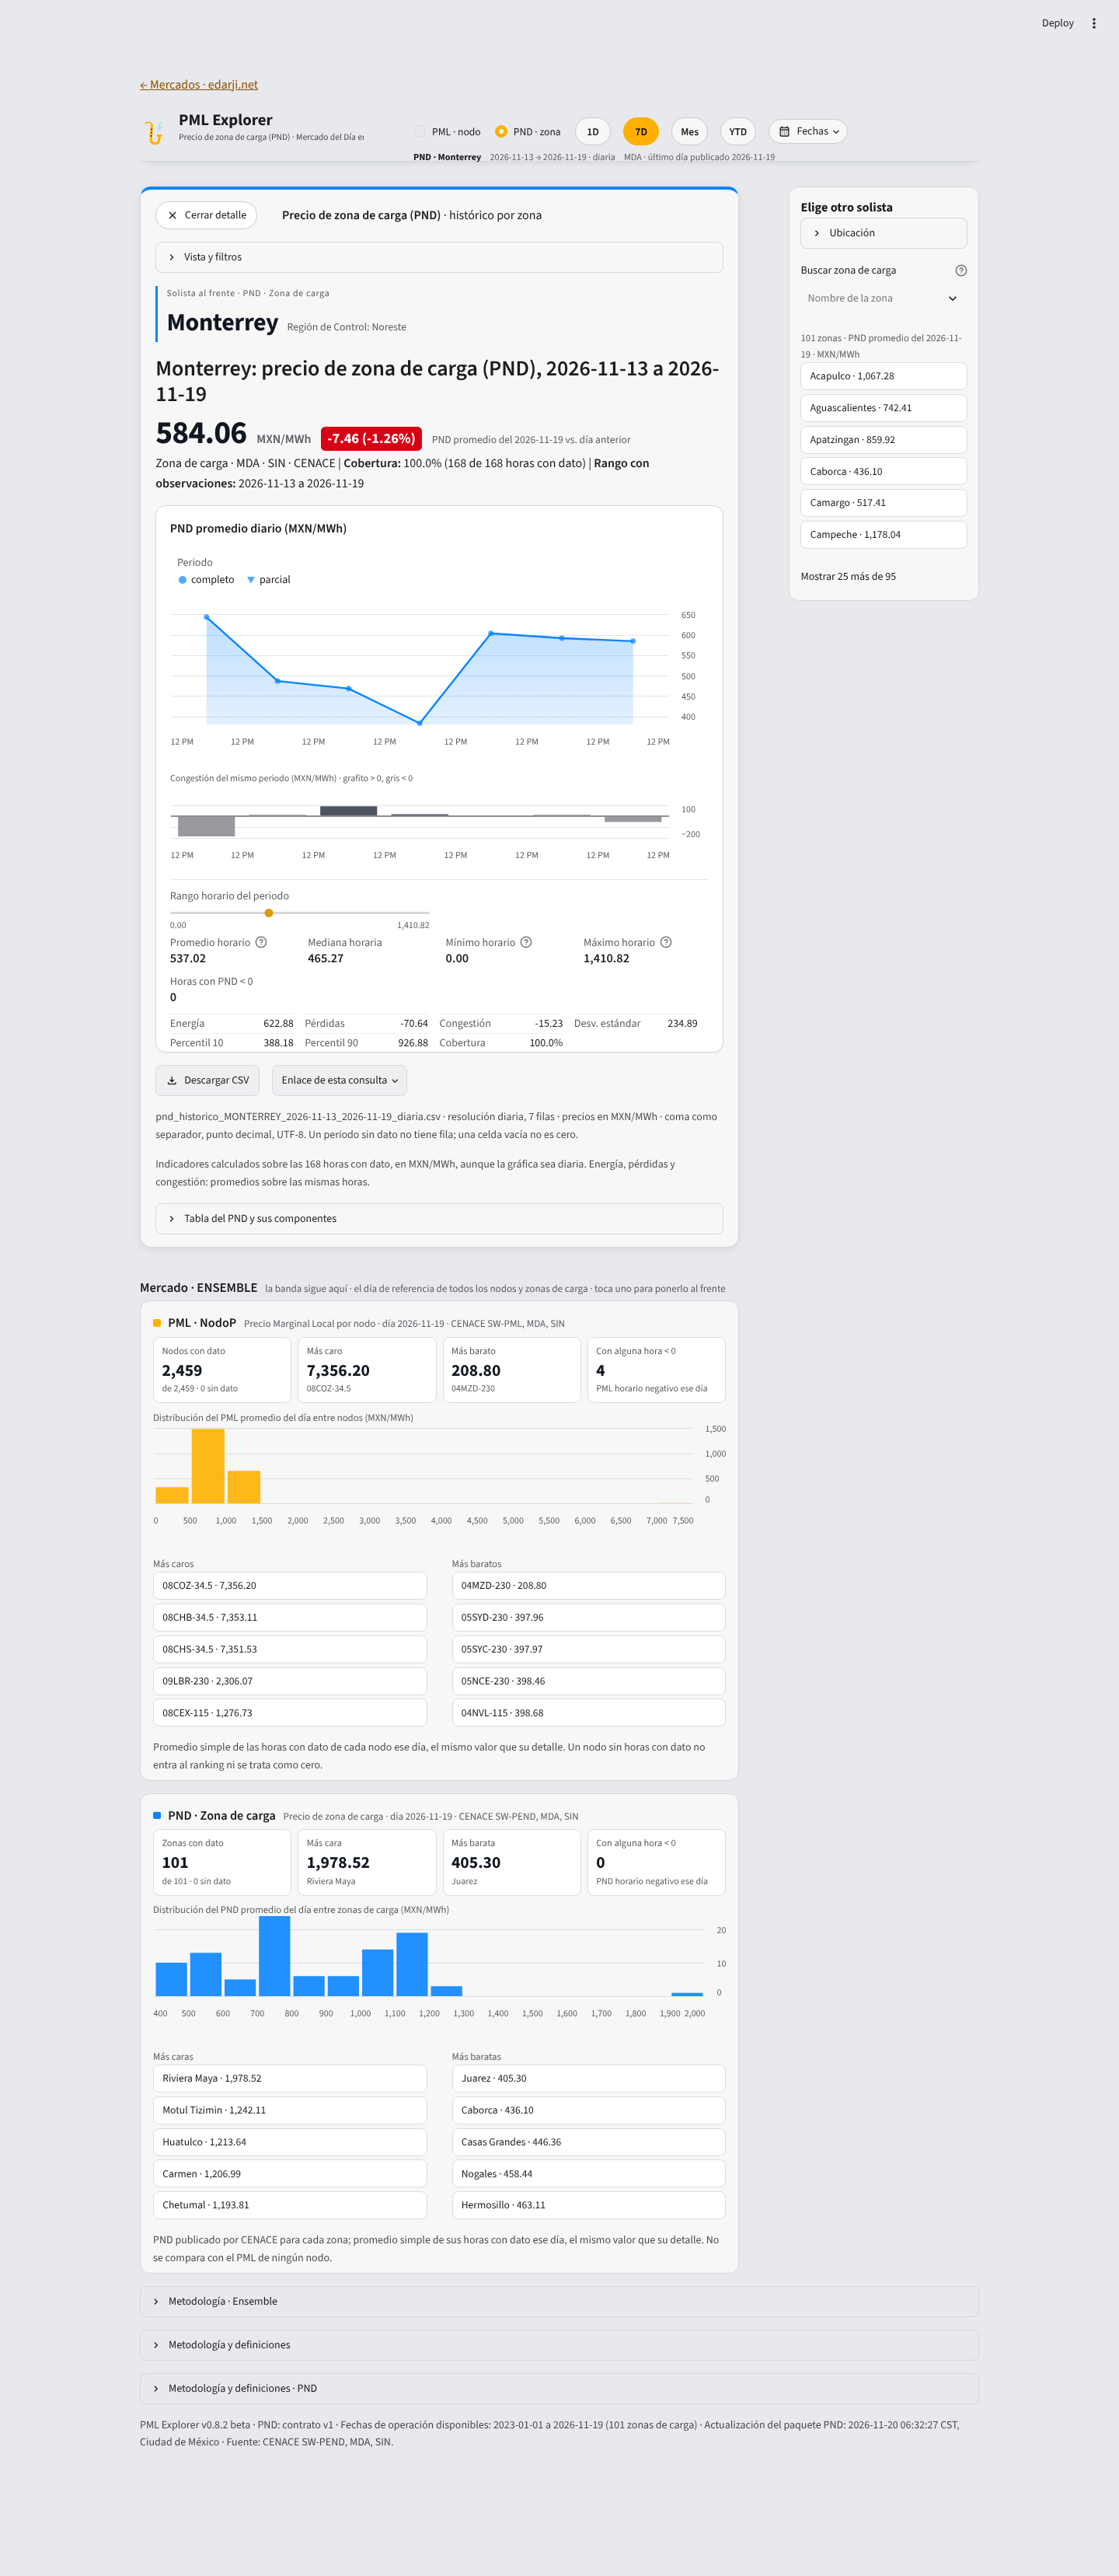 Deploy
← Mercados · edarji.net
PML Explorer
Precio de zona de carga (PND) · Mercado del Día en
PML · nodo
PND · zona
1D
7D
Mes
YTD
Fechas
PND · Monterrey 2026-11-13 → 2026-11-19 · diaria MDA · último día publicado 2026-11-19
Cerrar detalle
Precio de zona de carga (PND) · histórico por zona
Vista y filtros
Solista al frente · PND · Zona de carga
Monterrey Región de Control: Noreste
Monterrey: precio de zona de carga (PND), 2026-11-13 a 2026-
11-19
584.06 MXN/MWh -7.46 (-1.26%) PND promedio del 2026-11-19 vs. día anterior
Zona de carga · MDA · SIN · CENACE | Cobertura: 100.0% (168 de 168 horas con dato) | Rango con
observaciones: 2026-11-13 a 2026-11-19
PND promedio diario (MXN/MWh)
Periodo
completo parcial
650
600
550
500
450
400
12 PM 12 PM 12 PM 12 PM 12 PM 12 PM 12 PM 12 PM
Congestión del mismo periodo (MXN/MWh) · grafito > 0, gris < 0
100
−200
12 PM 12 PM 12 PM 12 PM 12 PM 12 PM 12 PM 12 PM
Rango horario del periodo
0.00 1,410.82
Promedio horario Mediana horaria Mínimo horario Máximo horario
537.02 465.27 0.00 1,410.82
Horas con PND < 0
0
Energía 622.88 Pérdidas -70.64 Congestión -15.23 Desv. estándar 234.89
Percentil 10 388.18 Percentil 90 926.88 Cobertura 100.0%
Descargar CSV
Enlace de esta consulta
pnd_historico_MONTERREY_2026-11-13_2026-11-19_diaria.csv · resolución diaria, 7 filas · precios en MXN/MWh · coma como
separador, punto decimal, UTF-8. Un periodo sin dato no tiene fila; una celda vacía no es cero.
Indicadores calculados sobre las 168 horas con dato, en MXN/MWh, aunque la gráfica sea diaria. Energía, pérdidas y
congestión: promedios sobre las mismas horas.
Tabla del PND y sus componentes
Elige otro solista
Ubicación
Buscar zona de carga
Nombre de la zona
101 zonas · PND promedio del 2026-11-
19 · MXN/MWh
Acapulco · 1,067.28
Aguascalientes · 742.41
Apatzingan · 859.92
Caborca · 436.10
Camargo · 517.41
Campeche · 1,178.04
Mostrar 25 más de 95
Mercado · ENSEMBLE la banda sigue aquí · el día de referencia de todos los nodos y zonas de carga · toca uno para ponerlo al frente
PML · NodoP Precio Marginal Local por nodo · día 2026-11-19 · CENACE SW-PML, MDA, SIN
Nodos con dato
2,459
de 2,459 · 0 sin dato
Más caro
7,356.20
08COZ-34.5
Más barato
208.80
04MZD-230
Con alguna hora < 0
4
PML horario negativo ese día
Distribución del PML promedio del día entre nodos (MXN/MWh)
1,500
1,000
500
0
0 500 1,000 1,500 2,000 2,500 3,000 3,500 4,000 4,500 5,000 5,500 6,000 6,500 7,000 7,500
Más caros
08COZ-34.5 · 7,356.20
08CHB-34.5 · 7,353.11
08CHS-34.5 · 7,351.53
09LBR-230 · 2,306.07
08CEX-115 · 1,276.73
Más baratos
04MZD-230 · 208.80
05SYD-230 · 397.96
05SYC-230 · 397.97
05NCE-230 · 398.46
04NVL-115 · 398.68
Promedio simple de las horas con dato de cada nodo ese día, el mismo valor que su detalle. Un nodo sin horas con dato no
entra al ranking ni se trata como cero.
PND · Zona de carga Precio de zona de carga · día 2026-11-19 · CENACE SW-PEND, MDA, SIN
Zonas con dato
101
de 101 · 0 sin dato
Más cara
1,978.52
Riviera Maya
Más barata
405.30
Juarez
Con alguna hora < 0
0
PND horario negativo ese día
Distribución del PND promedio del día entre zonas de carga (MXN/MWh)
20
10
0
400 500 600 700 800 900 1,000 1,100 1,200 1,300 1,400 1,500 1,600 1,700 1,800 1,900 2,000
Más caras
Riviera Maya · 1,978.52
Motul Tizimin · 1,242.11
Huatulco · 1,213.64
Carmen · 1,206.99
Chetumal · 1,193.81
Más baratas
Juarez · 405.30
Caborca · 436.10
Casas Grandes · 446.36
Nogales · 458.44
Hermosillo · 463.11
PND publicado por CENACE para cada zona; promedio simple de sus horas con dato ese día, el mismo valor que su detalle. No
se compara con el PML de ningún nodo.
Metodología · Ensemble
Metodología y definiciones
Metodología y definiciones · PND
PML Explorer v0.8.2 beta · PND: contrato v1 · Fechas de operación disponibles: 2023-01-01 a 2026-11-19 (101 zonas de carga) · Actualización del paquete PND: 2026-11-20 06:32:27 CST,
Ciudad de México · Fuente: CENACE SW-PEND, MDA, SIN.